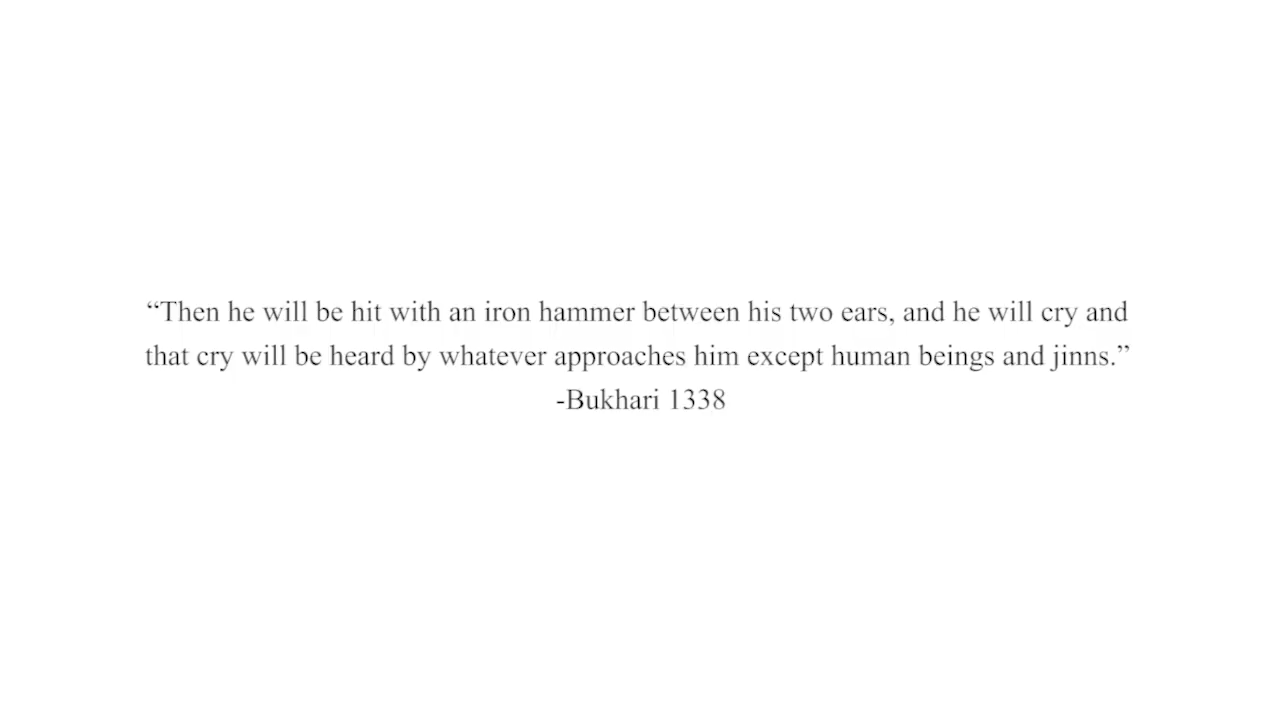 “Then he will be hit with an iron hammer between his two ears, and he will cry and
that cry will be heard by whatever approaches him except human beings and jinns.”
-Bukhari 1338